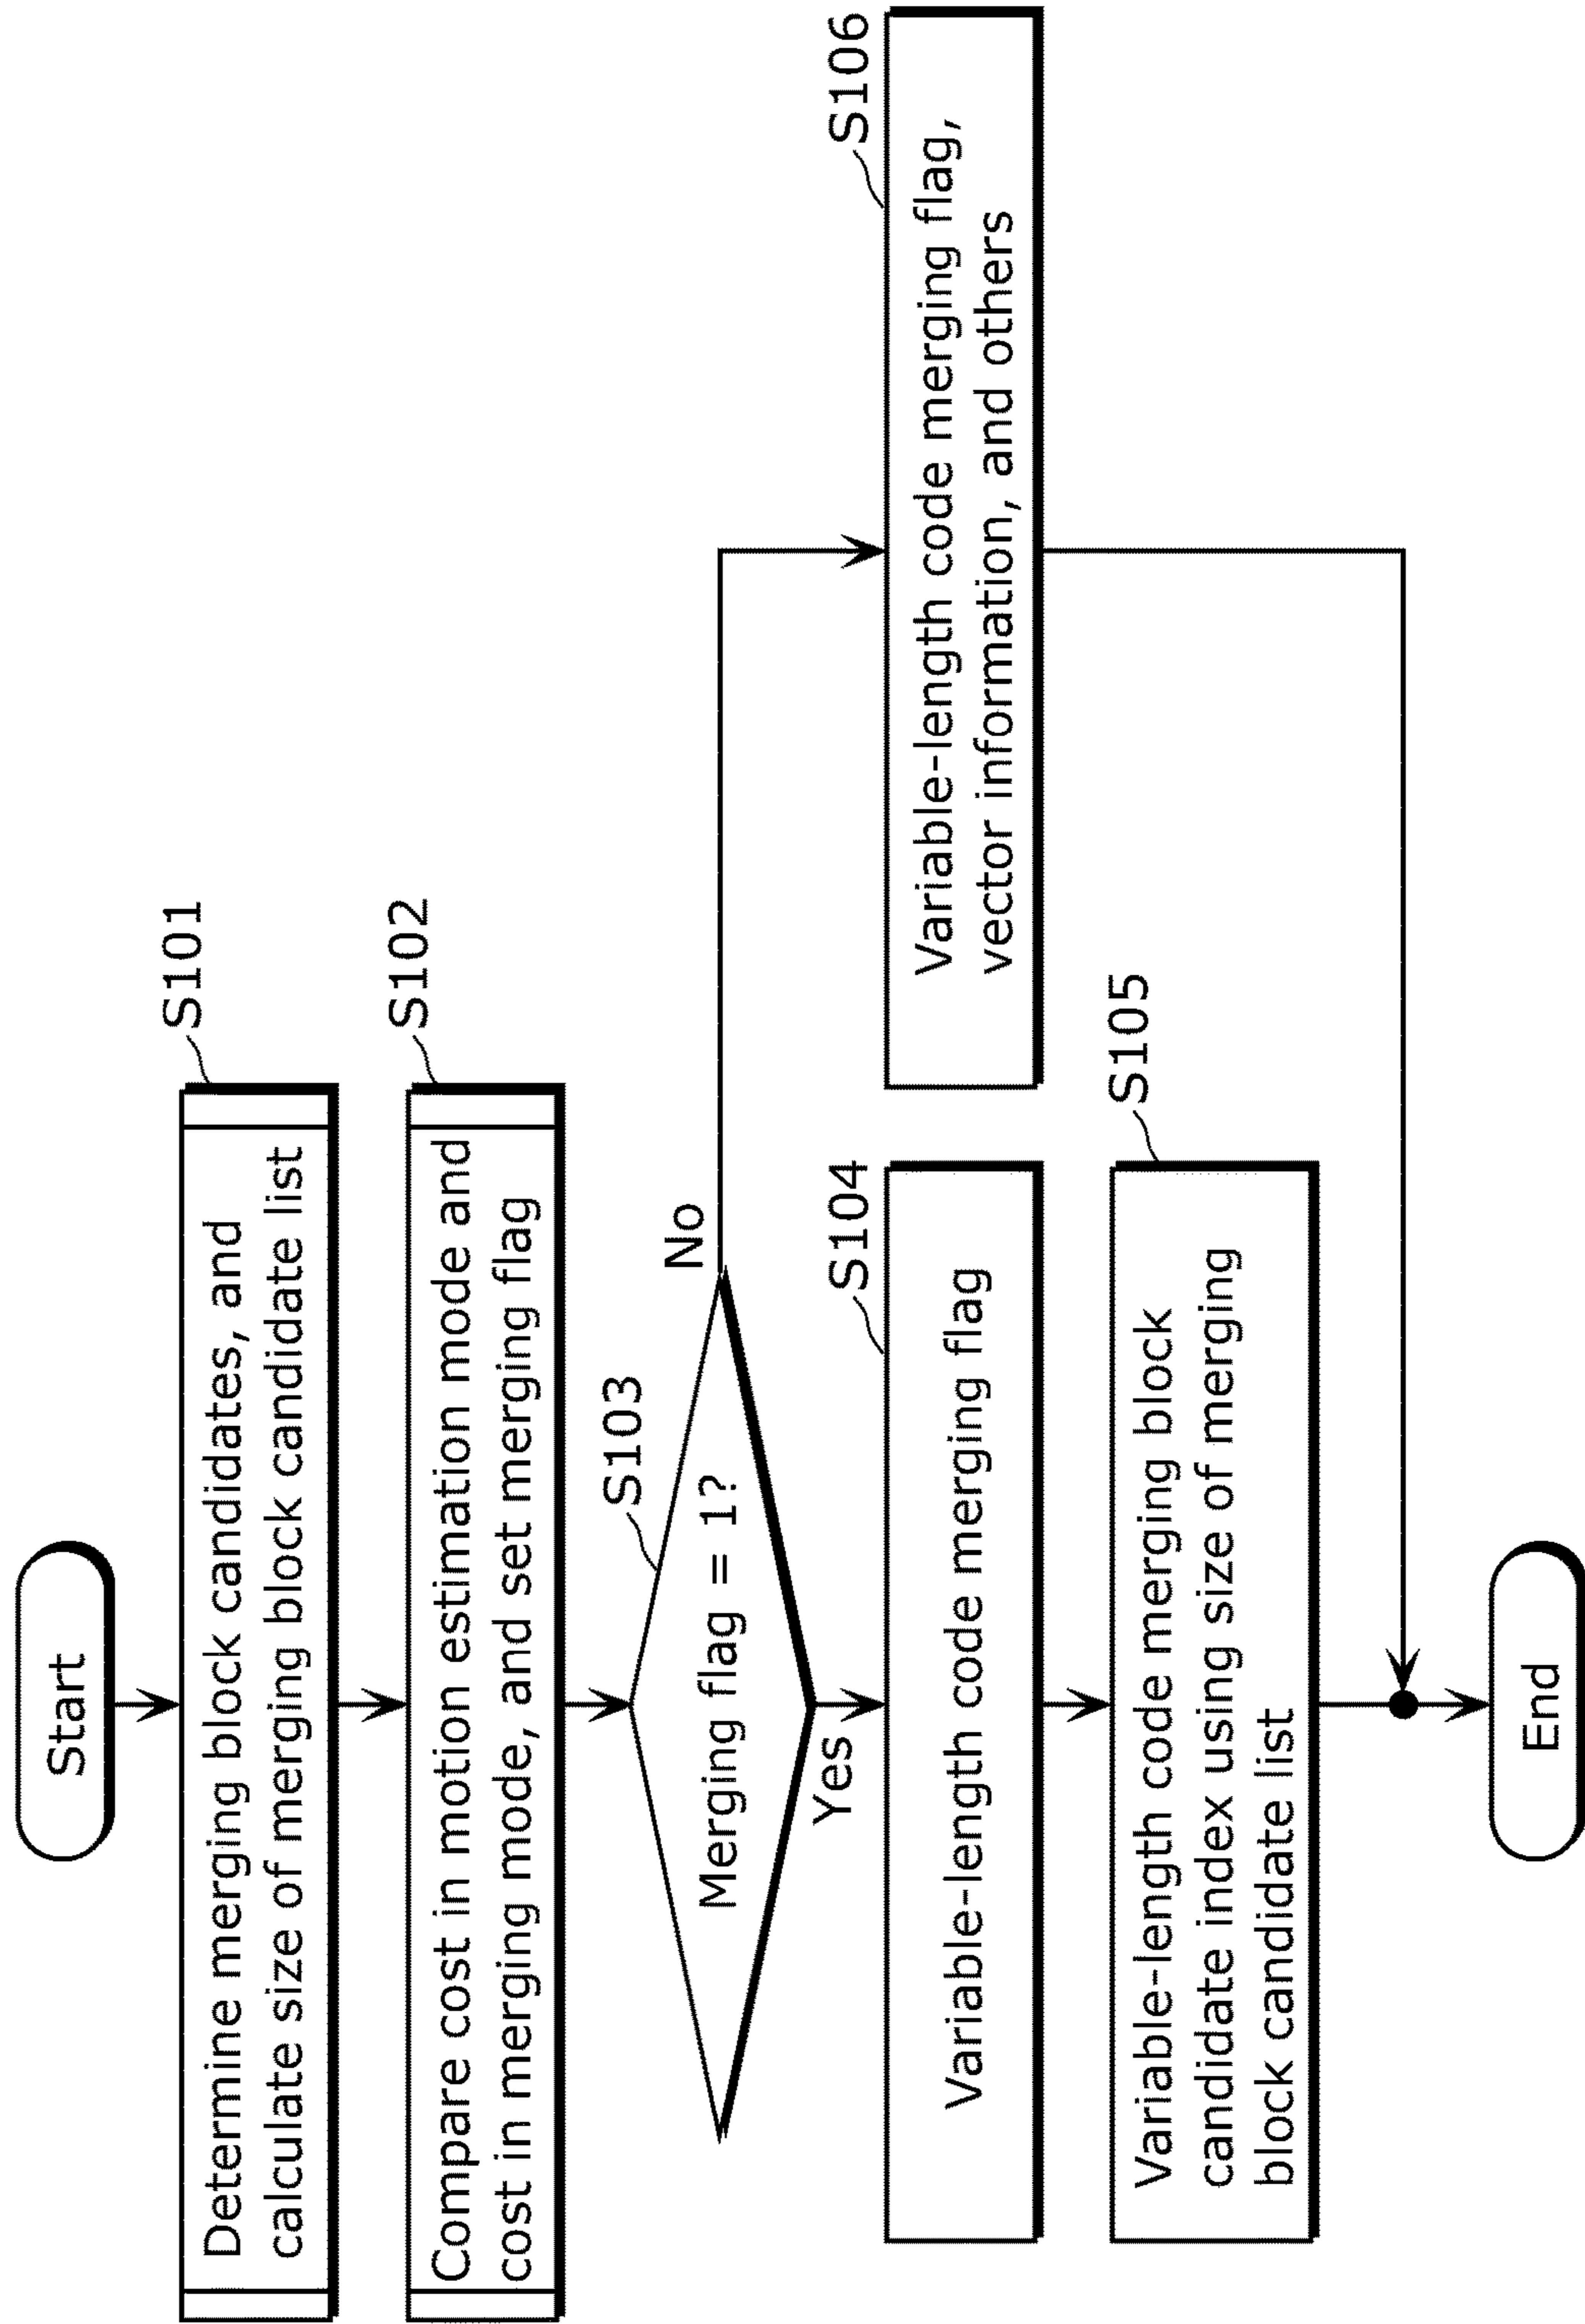 Start
S101
Determine merging block candidates, and
calculate size of merging block candidate list
S102
Compare cost in motion estimation mode and
cost in merging mode, and set merging flag
S103
Merging flag = 1?
No
Yes
S104
Variable-length code merging flag
S106
Variable-length code merging flag,
vector information, and others
S105
Variable-length code merging block
candidate index using size of merging
block candidate list
End